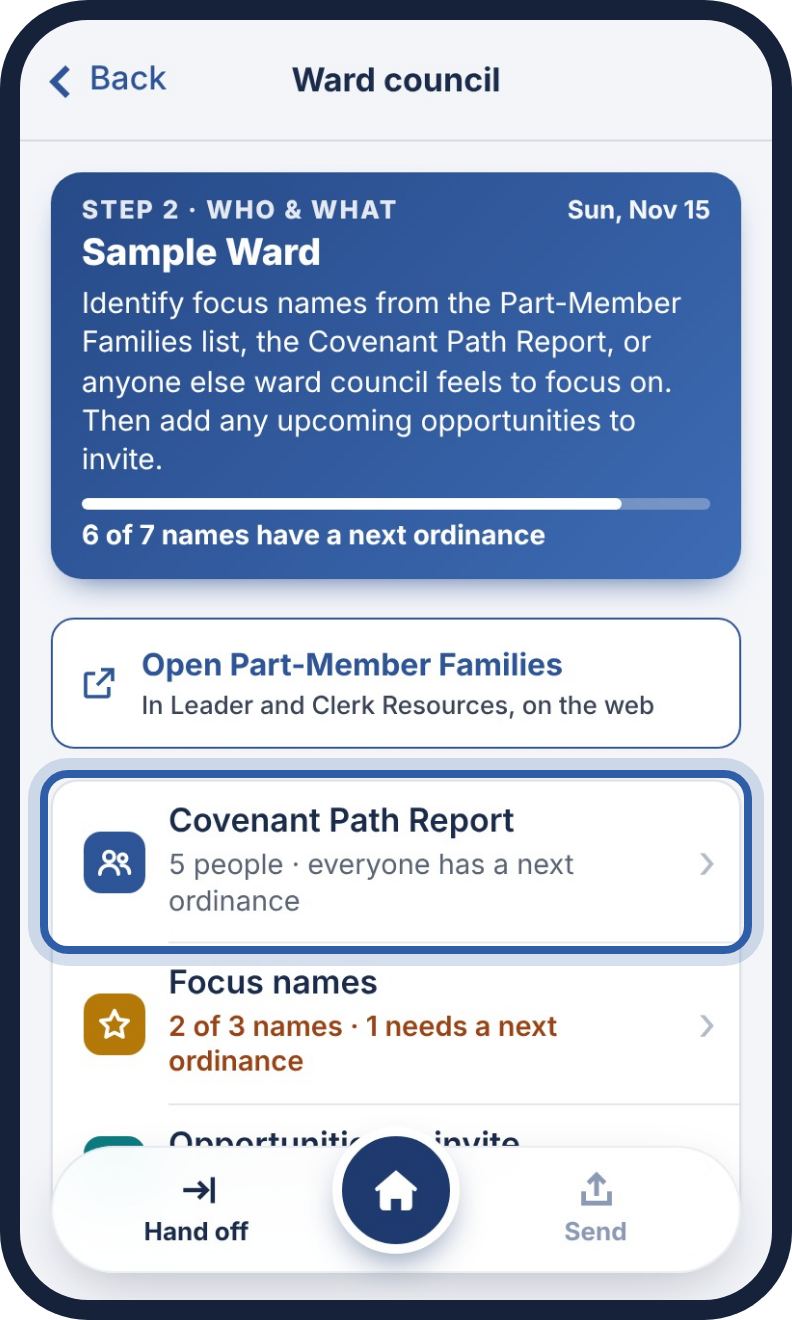 Back
Ward council
STEP 2 · WHO & WHAT
Sun, Nov 15
Sample Ward
Identify focus names from the Part-Member
Families list, the Covenant Path Report, or
anyone else ward council feels to focus on.
Then add any upcoming opportunities to
invite.
6 of 7 names have a next ordinance
Open Part-Member Families
In Leader and Clerk Resources, on the web
Covenant Path Report
5 people · everyone has a next
ordinance
Focus names
2 of 3 names · 1 needs a next
ordinance
invite
Hand off
Send